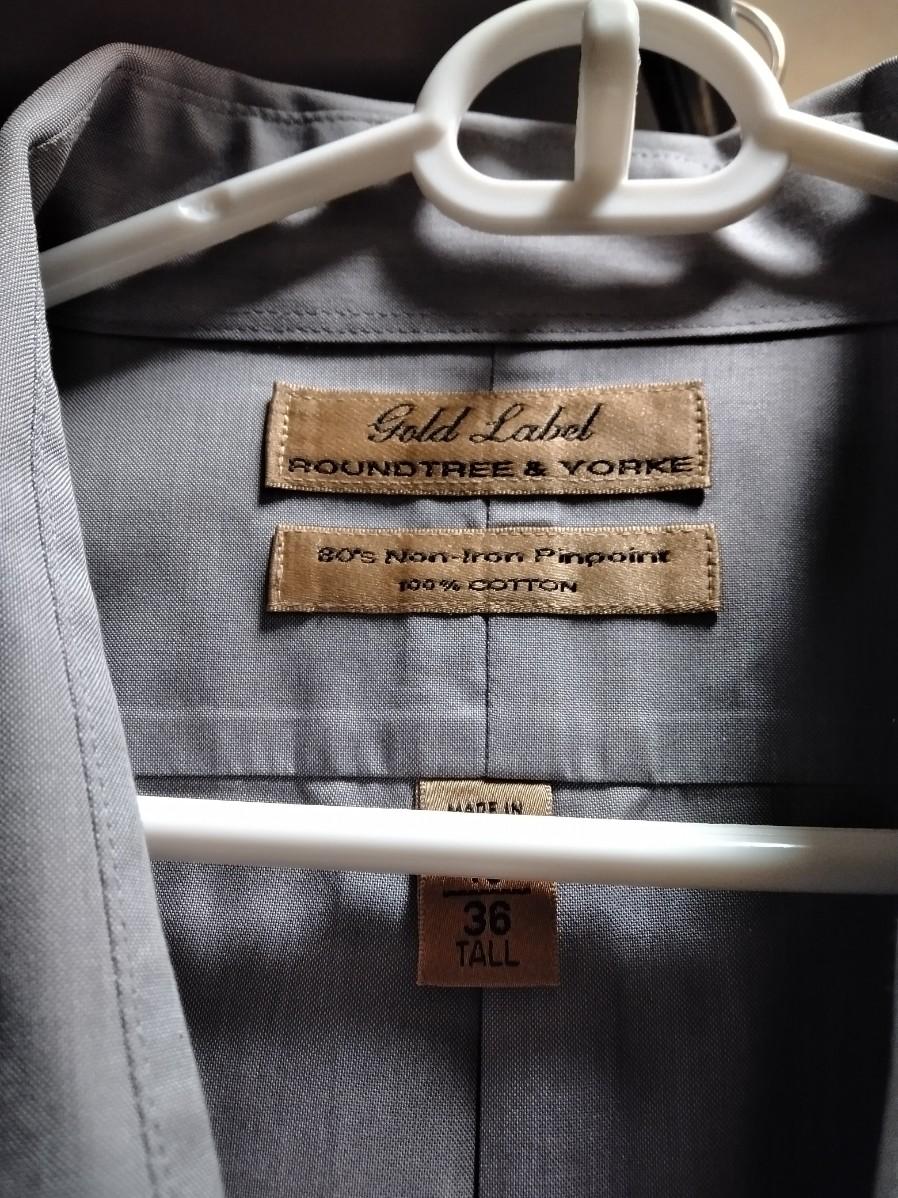 Gold Label
ROUNDTREE & YORKE
80's Non-Iron Pinpoint
100% COTTON
MADE IN
36
TALL